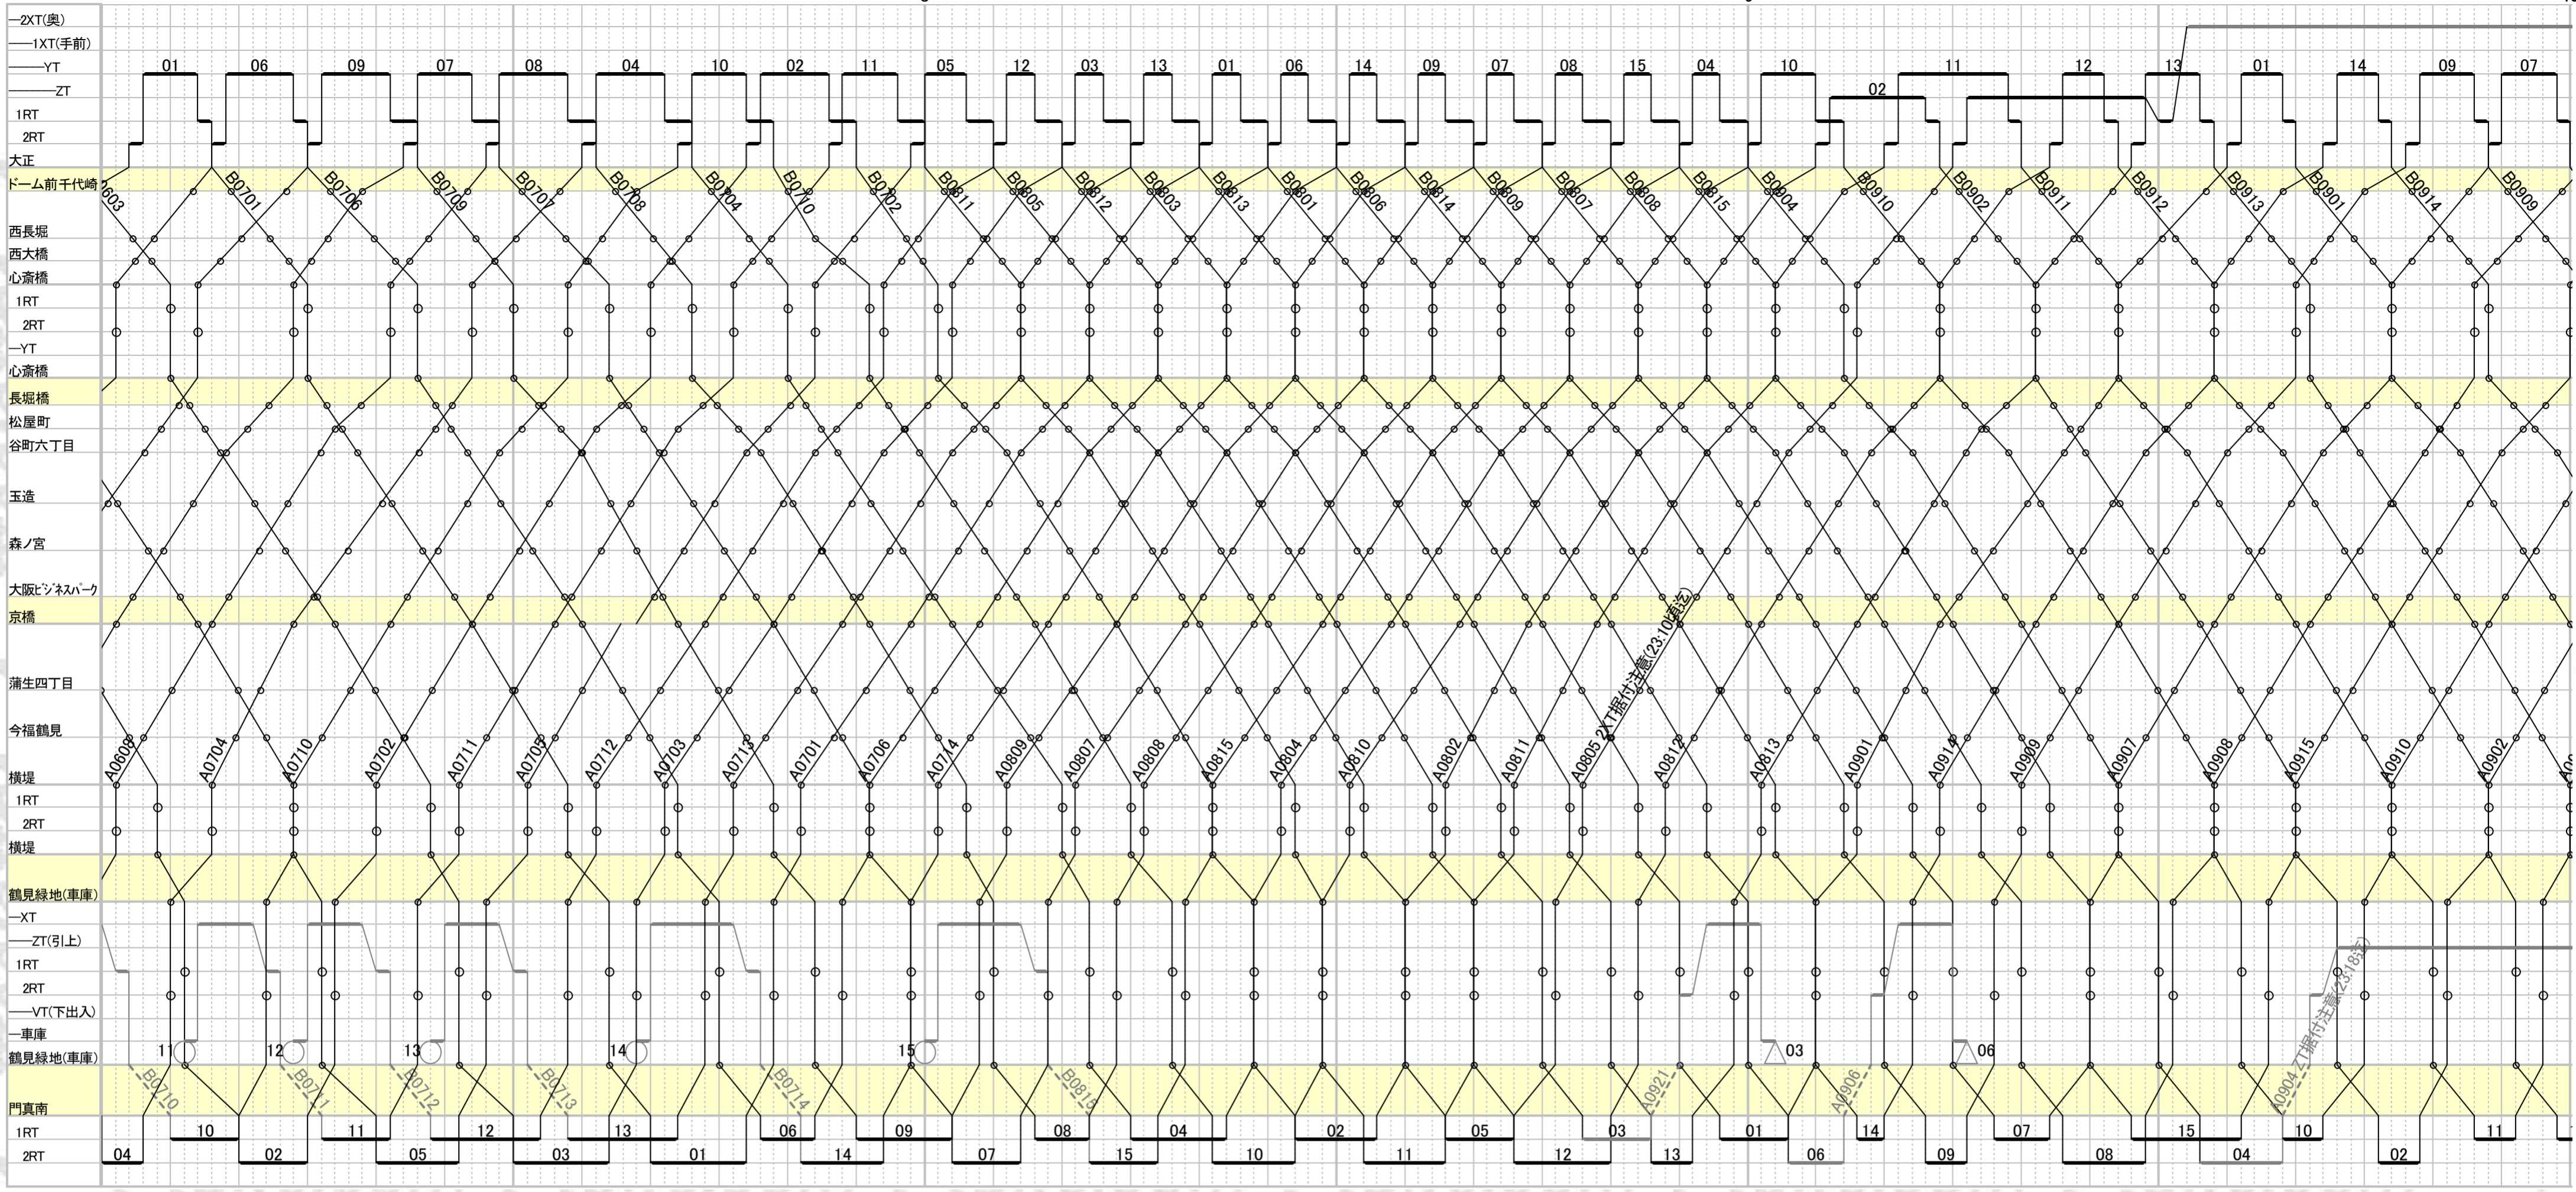 ―2XT(奥)
――1XT(手前)
―――YT
――――ZT
1RT
2RT
大正
ドーム前千代崎
西長堀
西大橋
心斎橋
1RT
2RT
―YT
心斎橋
長堀橋
松屋町
谷町六丁目
玉造
森ノ宮
大阪ビジネスパーク
京橋
蒲生四丁目
今福鶴見
横堤
1RT
2RT
横堤
鶴見緑地(車庫)
―XT
――ZT(引上)
1RT
2RT
――VT(下出入)
―車庫
鶴見緑地(車庫)
門真南
1RT
2RT
01 06 09 07 08 04 10 02 11 05 12 03 13 01 06 14 09 07 08 15 04 10 11 12 13 01 14 09 07
02
B0701 B0706 B0709 B0707 B0708 B0704 B0710 B0702 B0811 B0805 B0812 B0803 B0813 B0801 B0806 B0814 B0809 B0807 B0808 B0815 B0904 B0910 B0902 B0911 B0912 B0913 B0901 B0914 B0909
2XT据付注意(23:10頃迄)
A0608 A0704 A0710 A0702 A0711 A0705 A0712 A0703 A0713 A0701 A0706 A0714 A0809 A0807 A0808 A0815 A0804 A0810 A0802 A0811 A0805 A0812 A0813 A0901 A0914 A0909 A0907 A0908 A0915 A0910 A0902
11 12 13 14 15 03 06
B0710 B0711 B0712 B0713 B0714 B0815 A0921 A0906 A0904 ZT据付注意(23:18迄)
10 11 12 13 06 09 08 04 02 05 03 01 14 07 15 10 11
04 02 05 03 01 14 07 15 10 11 12 13 06 09 08 04 02